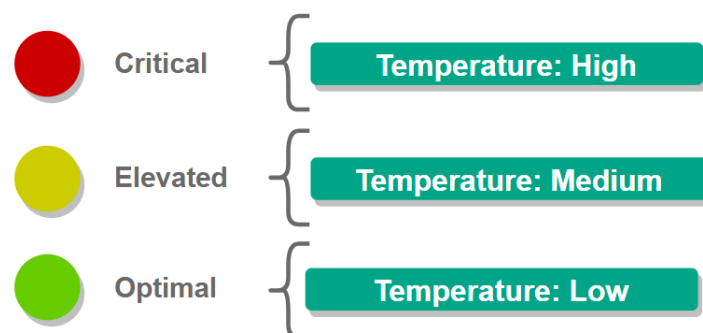 Critical
Temperature: High
Elevated
Temperature: Medium
Optimal
Temperature: Low